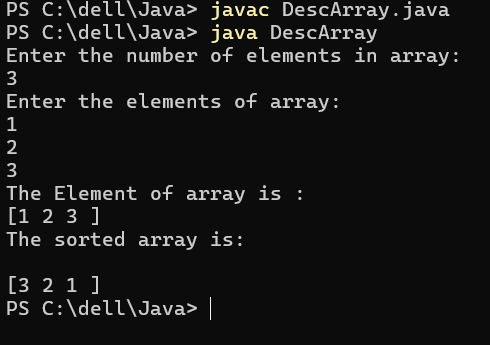 PS C:\dell\Java> javac DescArray.java
PS C:\dell\Java> java DescArray
Enter the number of elements in array:
3
Enter the elements of array:
1
2
3
The Element of array is :
[1 2 3 ]
The sorted array is:
[3 2 1 ]
PS C:\dell\Java>